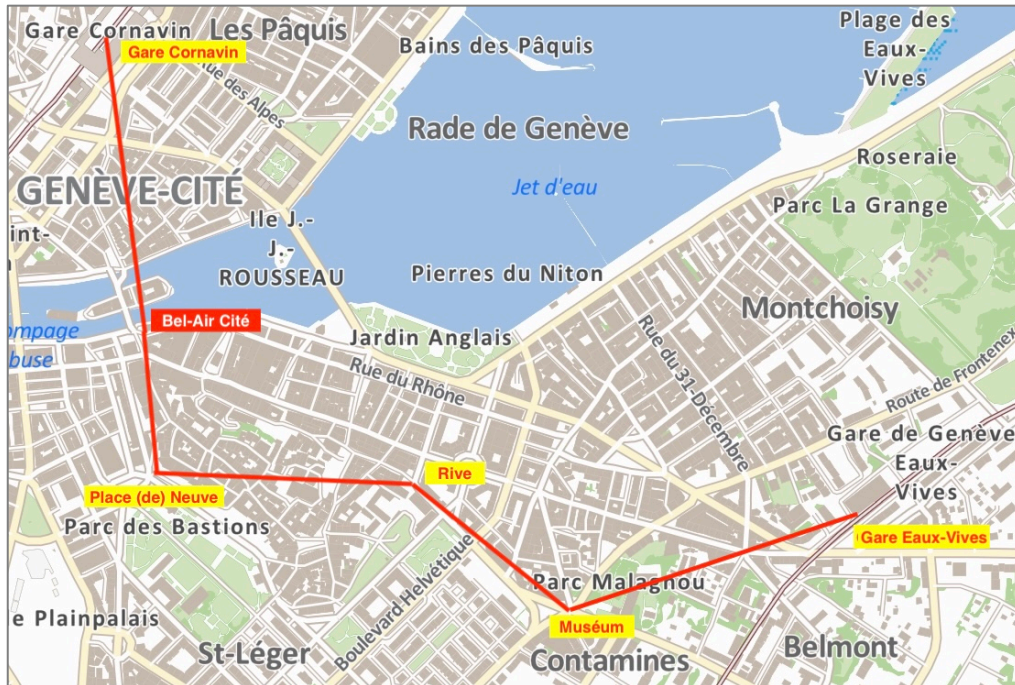 Gare Cornavin
Les Pâquis
Gare Cornavin
Bains des Pâquis
Plage des
Eaux-
Vives
Rue des Alpes
Rade de Genève
Roseraie
GENÈVE-CITÉ
Jet d'eau
Parc La Grange
Ile J.-
J.-
ROUSSEAU
int-
Pierres du Niton
Montchoisy
Bel-Air Cité
ompage
buse
Jardin Anglais
Rue du Rhône
Rue du 31-Décembre
Route de Frontenex
Gare de Genève
Eaux-
Vives
Rive
Place (de) Neuve
Parc des Bastions
Gare Eaux-Vives
Boulevard Helvétique
Parc Malagnou
e Plainpalais
Muséum
St-Léger
Contamines
Belmont